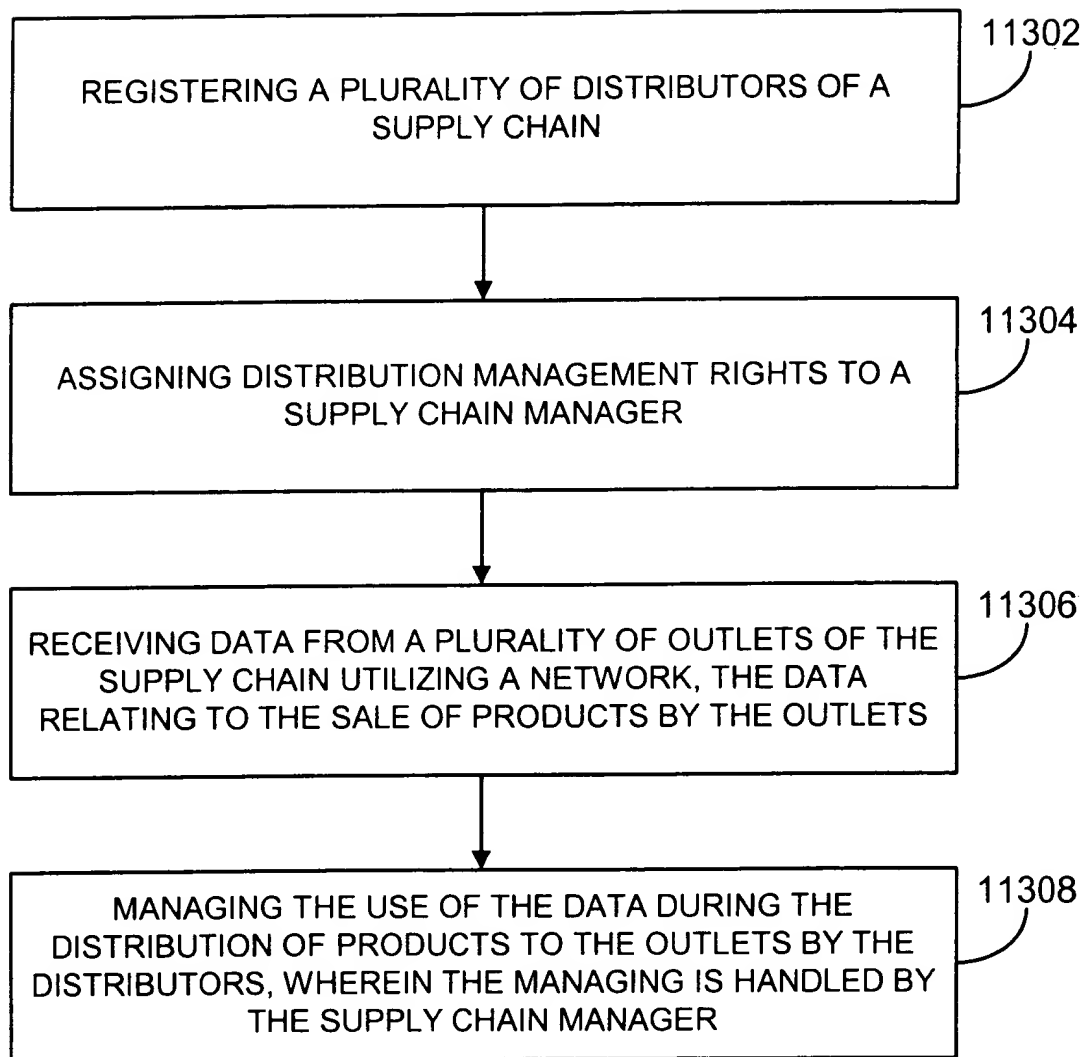 11302
REGISTERING A PLURALITY OF DISTRIBUTORS OF A
SUPPLY CHAIN
11304
ASSIGNING DISTRIBUTION MANAGEMENT RIGHTS TO A
SUPPLY CHAIN MANAGER
11306
RECEIVING DATA FROM A PLURALITY OF OUTLETS OF THE
SUPPLY CHAIN UTILIZING A NETWORK, THE DATA
RELATING TO THE SALE OF PRODUCTS BY THE OUTLETS
11308
MANAGING THE USE OF THE DATA DURING THE
DISTRIBUTION OF PRODUCTS TO THE OUTLETS BY THE
DISTRIBUTORS, WHEREIN THE MANAGING IS HANDLED BY
THE SUPPLY CHAIN MANAGER